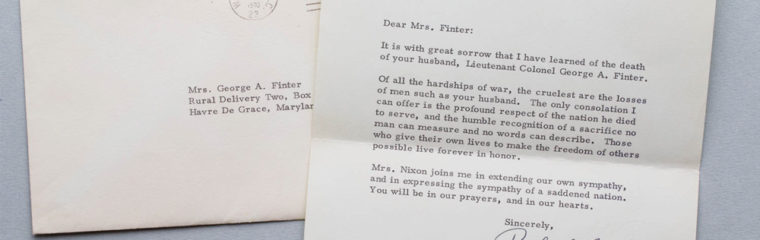 Mrs. George A. Finter
Rural Delivery Two, Box
Havre De Grace,
Dear Mrs. Finter:
It is with great sorrow that I have learned of the death
of your husband, Lieutenant Colonel George A. Finter.
Of all the hardships of war, the cruelest are the losses
of men such as your husband. The only consolation I
can offer is the profound respect of the nation he died
to serve, and the humble recognition of a sacrifice no
man can measure and no words can describe. Those
who give their own lives to make the freedom of others
possible live forever in honor.
Mrs. Nixon joins me in extending our own sympathy,
and in expressing the sympathy of a saddened nation.
You will be in our prayers, and in our hearts.
Sincerely,